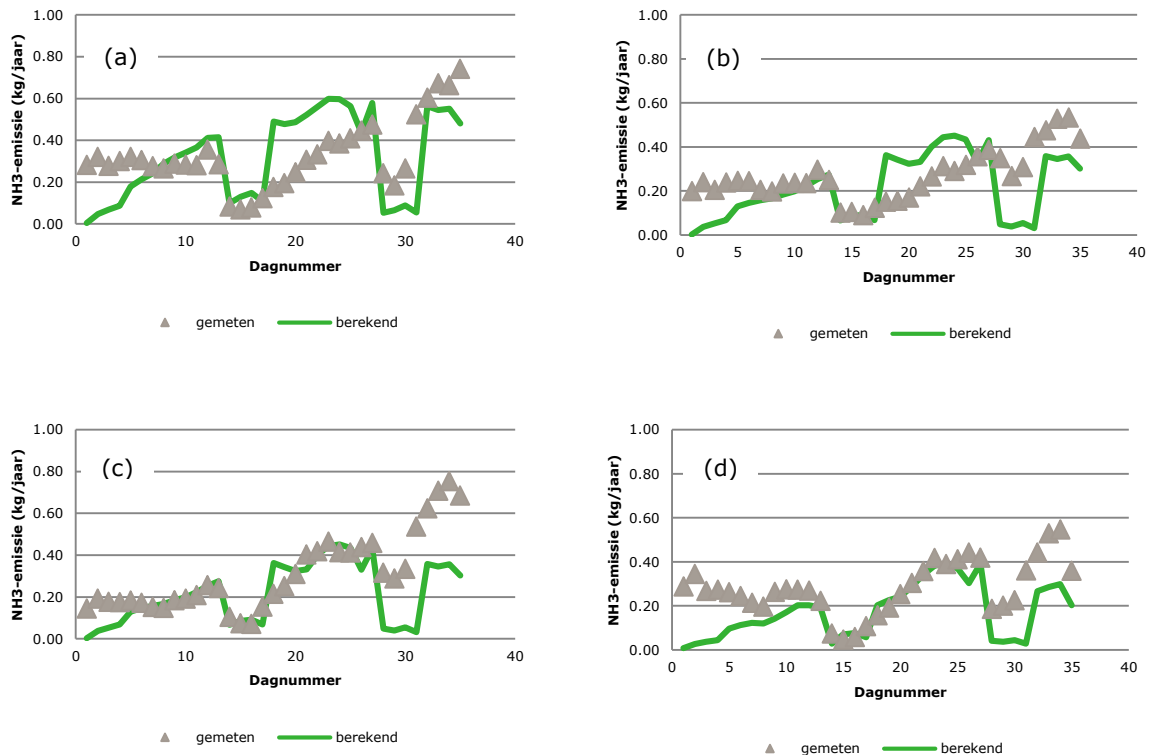 1.00
0.80
0.60
0.40
0.20
0.00
NH3-emissie (kg/jaar)
(a)
0 10 20 30 40
Dagnummer
gemeten berekend
1.00
0.80
0.60
0.40
0.20
0.00
NH3-emissie (kg/jaar)
(b)
0 5 10 15 20 25 30 35 40
Dagnummer
gemeten berekend
1.00
0.80
0.60
0.40
0.20
0.00
NH3-emissie (kg/jaar)
(c)
0 10 20 30 40
Dagnummer
gemeten berekend
1.00
0.80
0.60
0.40
0.20
0.00
NH3-emissie (kg/jaar)
(d)
0 5 10 15 20 25 30 35 40
Dagnummer
gemeten berekend